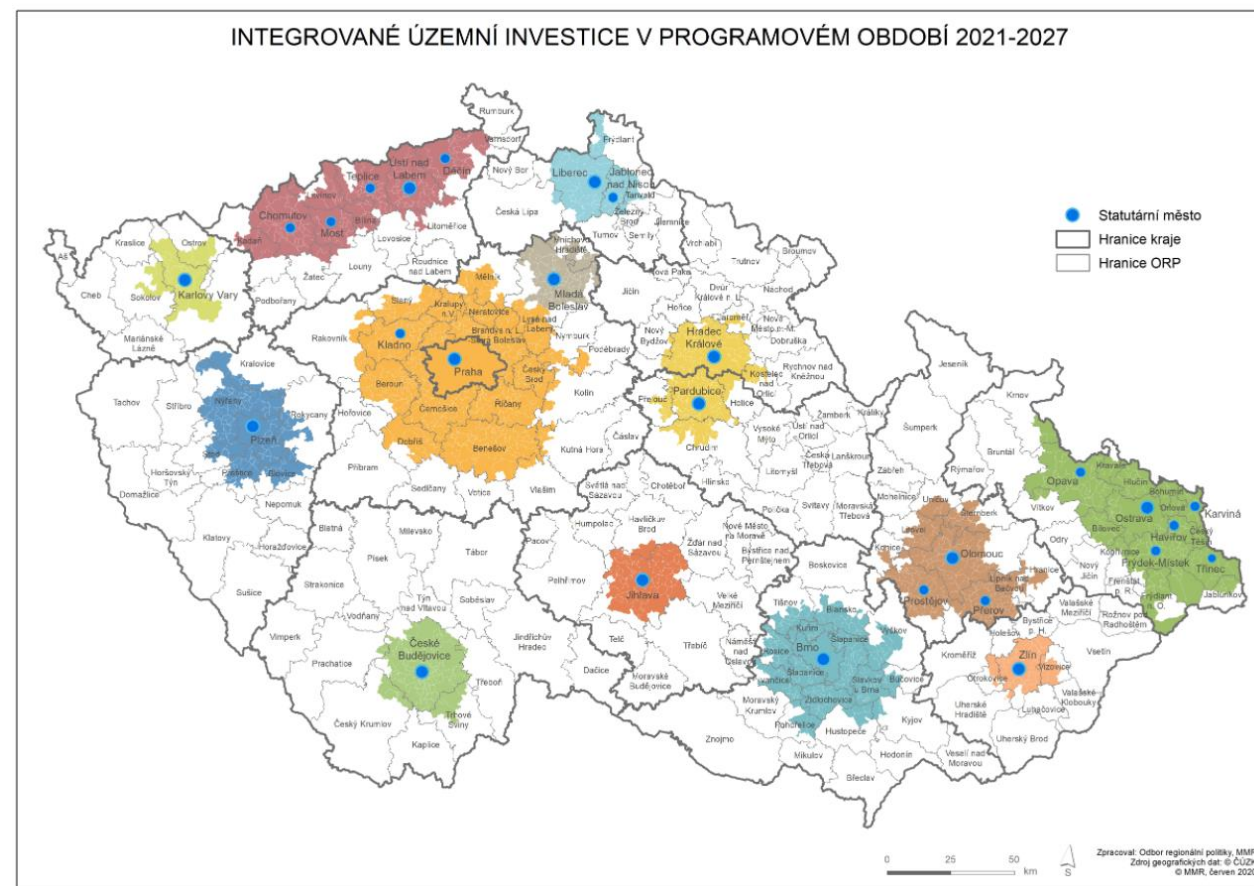 INTEGROVANÉ ÚZEMNÍ INVESTICE V PROGRAMOVÉM OBDOBÍ 2021-2027
Statutární město
Hranice kraje
Hranice ORP
Rumburk
Varnsdorf
Frýdlant
Děčín
Ústí nad
Labem
Teplice
Nový Bor
Liberec
Jablonec
nad Nisou
Tanvald
Železný
Brod
Semily
Turnov
Česká Lípa
Litvínov
Chomutov
Most
Bílina
Kadaň
Litoměřice
Lovosice
Roudnice
nad Labem
Louny
Žatec
Podbořany
Vrchlabí
Trutnov
Broumov
Náchod
Kraslice
Ostrov
Aš
Cheb
Sokolov
Karlovy Vary
Mariánské
Lázně
Mnichovo
Hradiště
Mladá
Boleslav
Jičín
Nová Paka
Hořice
Dvůr
Králové n. L.
Jaroměř
Nové
Město n. M.
Dobruška
Nový
Bydžov
Hradec
Králové
Kostelec
nad
Orlicí
Rychnov nad
Kněžnou
Mělník
Slaný
Kralupy
n.V.
Neratovice
Lysá nad
Labem
Brandýs n. L.
Stará Boleslav
Nymburk
Poděbrady
Rakovník
Kladno
Praha
Český
Brod
Kolín
Beroun
Hořovice
Černošice
Říčany
Dobříš
Benešov
Kutná Hora
Čáslav
Příbram
Sedlčany
Votice
Vlašim
Kralovice
Tachov
Stříbro
Nýřany
Plzeň
Rokycany
Stod
Přeštice
Blovice
Horšovský
Týn
Domažlice
Nepomuk
Klatovy
Horažďovice
Sušice
Pardubice
Přelouč
Holice
Chrudim
Vysoké
Mýto
Žamberk
Králíky
Ústí nad
Orlicí
Česká
Třebová
Lanškroun
Litomyšl
Hlinsko
Polička
Svitavy
Moravská
Třebová
Jeseník
Šumperk
Zábřeh
Mohelnice
Rýmařov
Bruntál
Krnov
Uničov
Šternberk
Litovel
Konice
Olomouc
Prostějov
Přerov
Lipník nad
Bečvou
Hranice
Opava
Vítkov
Kravaře
Hlučín
Bohumín
Orlová
Karviná
Ostrava
Havířov
Český
Těšín
Bílovec
Odry
Kopřivnice
Frýdek-Místek
Třinec
Nový
Jičín
Frenštát
p. R.
Frýdlant
n. O.
Jablunkov
Světlá nad
Sázavou
Chotěboř
Humpolec
Havlíčkův
Brod
Pacov
Pelhřimov
Jihlava
Žďár nad
Sázavou
Nové Město
na Moravě
Bystřice nad
Pernštejnem
Velké
Meziříčí
Telč
Třebíč
Náměšť
nad
Oslavou
Moravské
Budějovice
Blatná
Milevsko
Písek
Tábor
Strakonice
Vodňany
Týn
nad Vltavou
Soběslav
Vimperk
Prachatice
České
Budějovice
Jindřichův
Hradec
Dačice
Třeboň
Trhové
Sviny
Český Krumlov
Kaplice
Boskovice
Tišnov
Blansko
Kuřim
Šlapanice
Vyškov
Rosice
Brno
Ivančice
Šlapanice
Slavkov
u Brna
Bučovice
Židlochovice
Moravský
Krumlov
Pohořelice
Hustopeče
Kyjov
Znojmo
Mikulov
Hodonín
Břeclav
Veselí nad
Moravou
Valašské
Meziříčí
Rožnov pod
Radhoštěm
Bystřice
p. H.
Holešov
Vsetín
Kroměříž
Zlín
Vizovice
Otrokovice
Uherské
Hradiště
Luhačovice
Valašské
Klobouky
Uherský Brod
0 25 50
km
S
Zpracoval: Odbor regionální politiky, MMR
Zdroj geografických dat: © ČÚZK